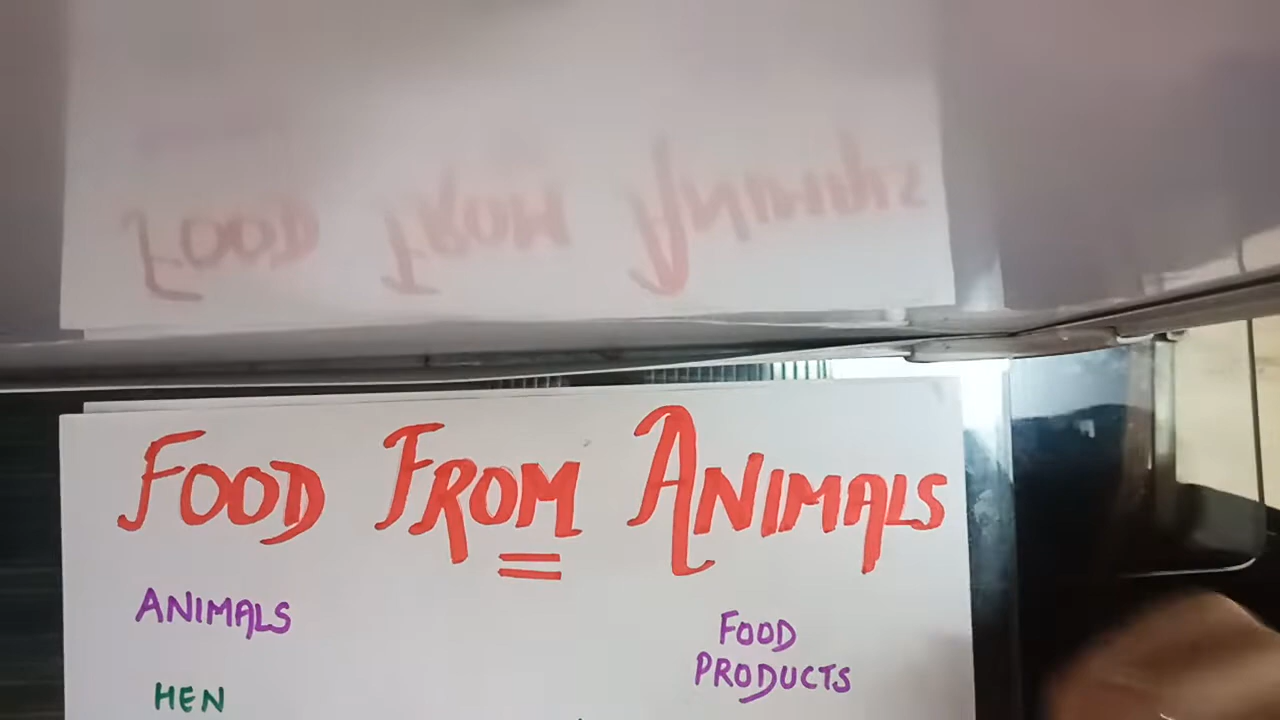 FOOD FROM ANIMALS
ANIMALS
FOOD
PRODUCTS
HEN